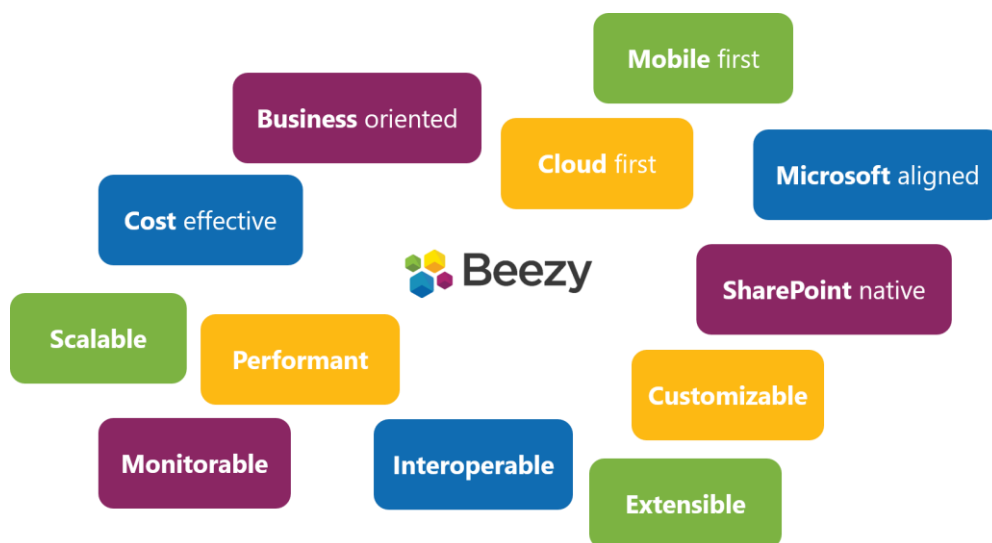 Mobile first
Business oriented
Cloud first
Microsoft aligned
Cost effective
Beezy
SharePoint native
Scalable
Performant
Customizable
Monitorable
Interoperable
Extensible